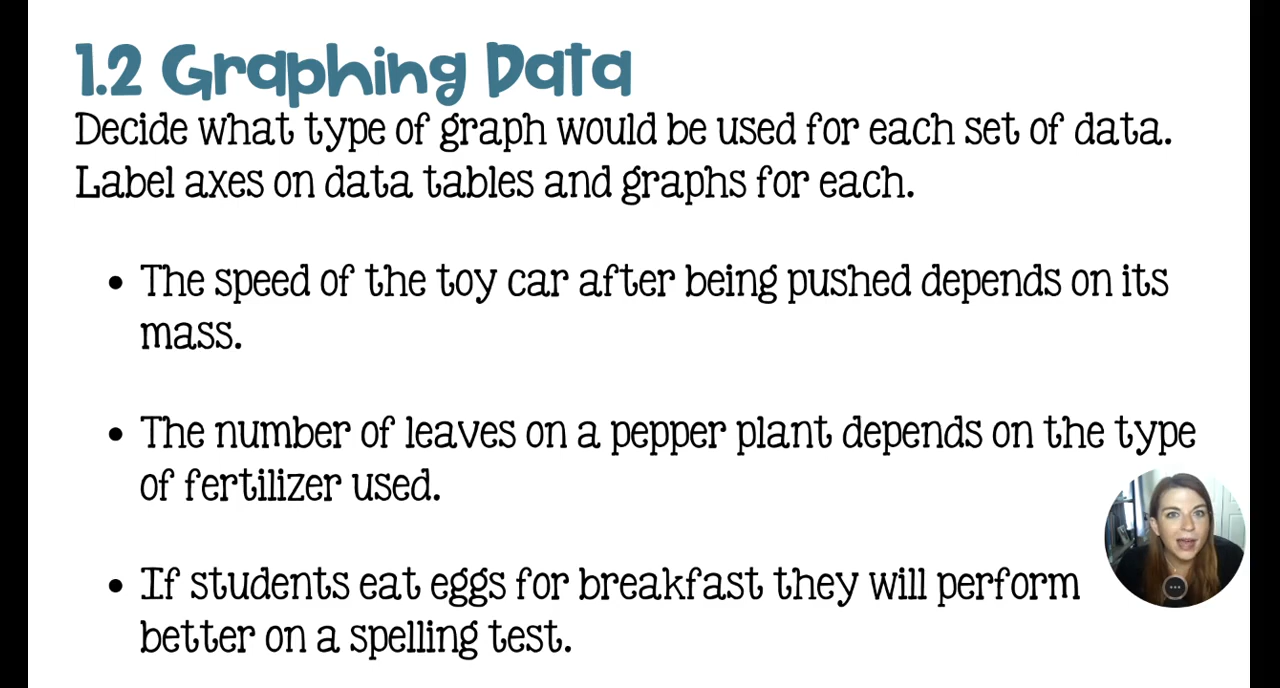 1.2 Graphing Data
Decide what type of graph would be used for each set of data.
Label axes on data tables and graphs for each.
• The speed of the toy car after being pushed depends on its
mass.
• The number of leaves on a pepper plant depends on the type
of fertilizer used.
• If students eat eggs for breakfast they will perform
better on a spelling test.